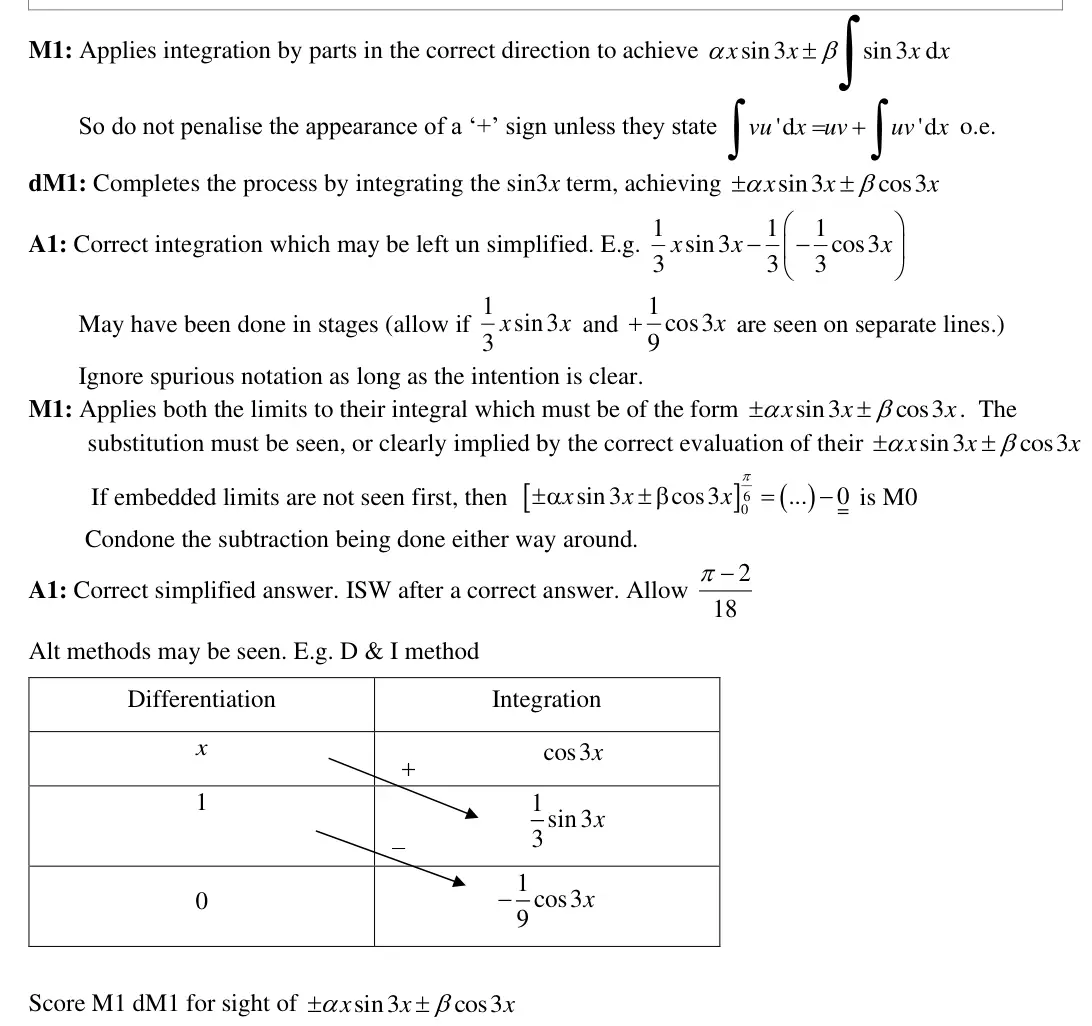 M1: Applies integration by parts in the correct direction to achieve αx sin 3x ± β ∫ sin 3x dx
So do not penalise the appearance of a ‘+’ sign unless they state ∫ vu 'dx = uv + ∫ uv 'dx o.e.
dM1: Completes the process by integrating the sin3x term, achieving ±αx sin 3x ± β cos 3x
A1: Correct integration which may be left un simplified. E.g. 1/3 x sin 3x − 1/3 (− 1/3 cos 3x)
May have been done in stages (allow if 1/3 x sin 3x and + 1/9 cos 3x are seen on separate lines.)
Ignore spurious notation as long as the intention is clear.
M1: Applies both the limits to their integral which must be of the form ±αx sin 3x ± β cos 3x. The
substitution must be seen, or clearly implied by the correct evaluation of their ±αx sin 3x ± β cos 3x
If embedded limits are not seen first, then [±αx sin 3x ± β cos 3x]₀^(π/6) = (...) − 0 is M0
Condone the subtraction being done either way around.
A1: Correct simplified answer. ISW after a correct answer. Allow (π − 2)/18
Alt methods may be seen. E.g. D & I method
Differentiation Integration
x + cos 3x
1 − 1/3 sin 3x
0 − 1/9 cos 3x
Score M1 dM1 for sight of ±αx sin 3x ± β cos 3x